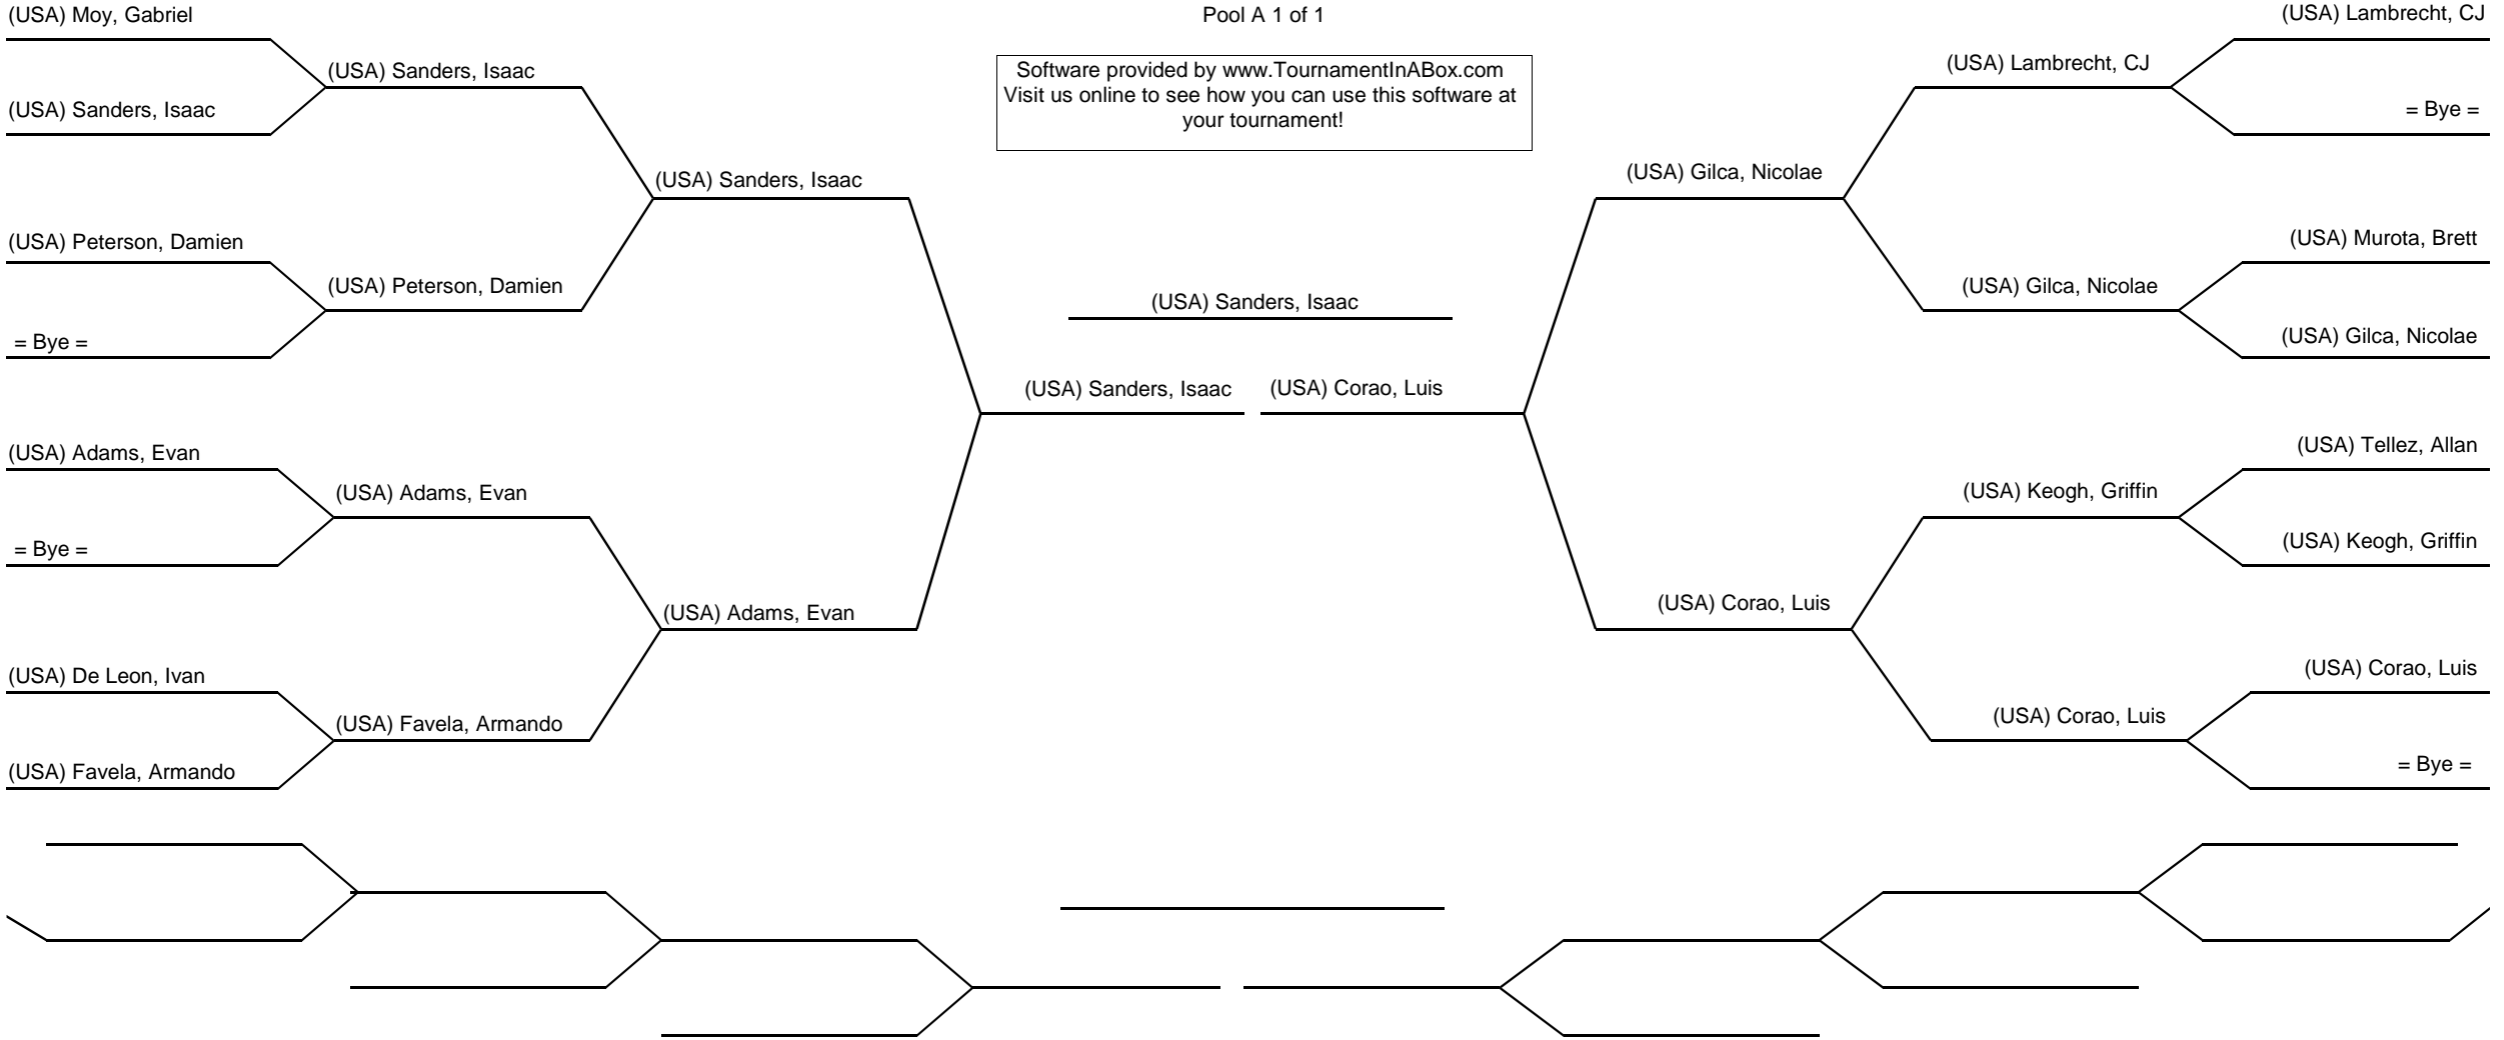 (USA) Moy, Gabriel
(USA) Sanders, Isaac
(USA) Peterson, Damien
= Bye =
(USA) Adams, Evan
= Bye =
(USA) De Leon, Ivan
(USA) Favela, Armando
(USA) Sanders, Isaac
(USA) Peterson, Damien
(USA) Adams, Evan
(USA) Favela, Armando
(USA) Sanders, Isaac
(USA) Adams, Evan
Pool A 1 of 1
Software provided by www.TournamentInABox.com
Visit us online to see how you can use this software at
your tournament!
(USA) Sanders, Isaac
(USA) Sanders, Isaac
(USA) Corao, Luis
(USA) Gilca, Nicolae
(USA) Corao, Luis
(USA) Lambrecht, CJ
(USA) Gilca, Nicolae
(USA) Keogh, Griffin
(USA) Corao, Luis
(USA) Lambrecht, CJ
= Bye =
(USA) Murota, Brett
(USA) Gilca, Nicolae
(USA) Tellez, Allan
(USA) Keogh, Griffin
(USA) Corao, Luis
= Bye =